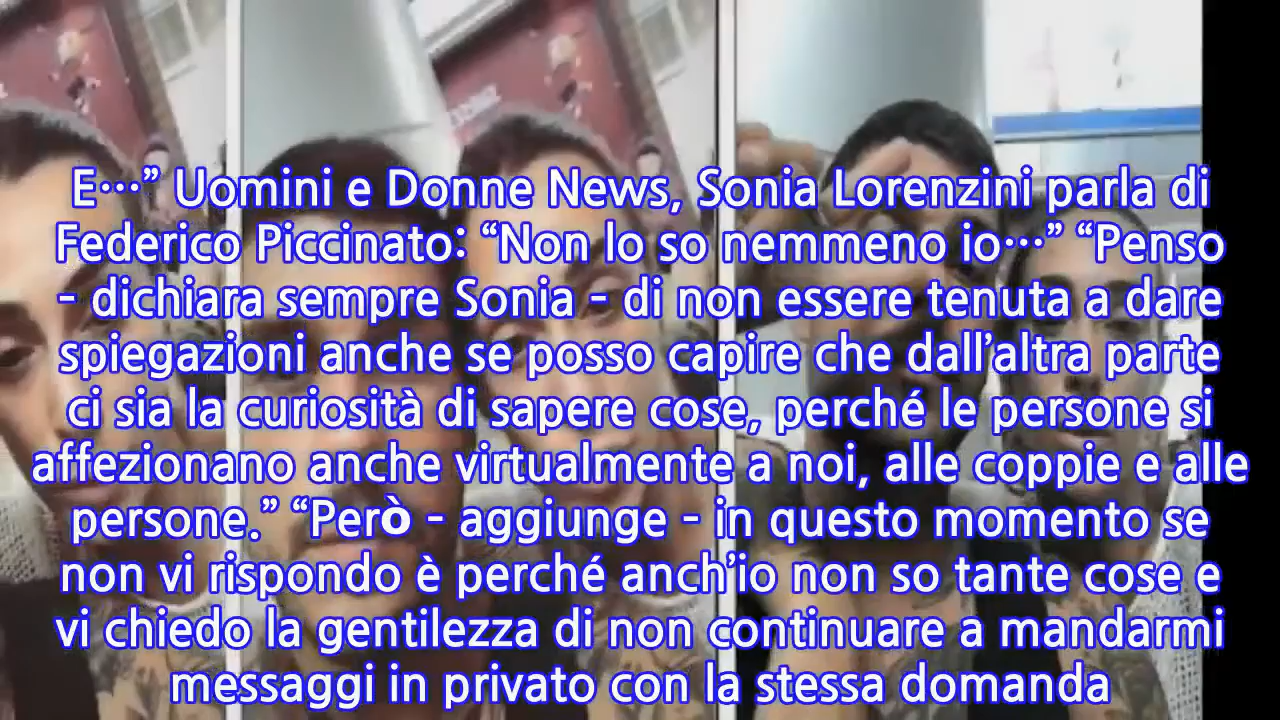 E…” Uomini e Donne News, Sonia Lorenzini parla di
Federico Piccinato: “Non lo so nemmeno io…” “Penso
- dichiara sempre Sonia - di non essere tenuta a dare
spiegazioni anche se posso capire che dall’altra parte
ci sia la curiosità di sapere cose, perché le persone si
affezionano anche virtualmente a noi, alle coppie e alle
persone.” “Però - aggiunge - in questo momento se
non vi rispondo è perché anch’io non so tante cose e
vi chiedo la gentilezza di non continuare a mandarmi
messaggi in privato con la stessa domanda